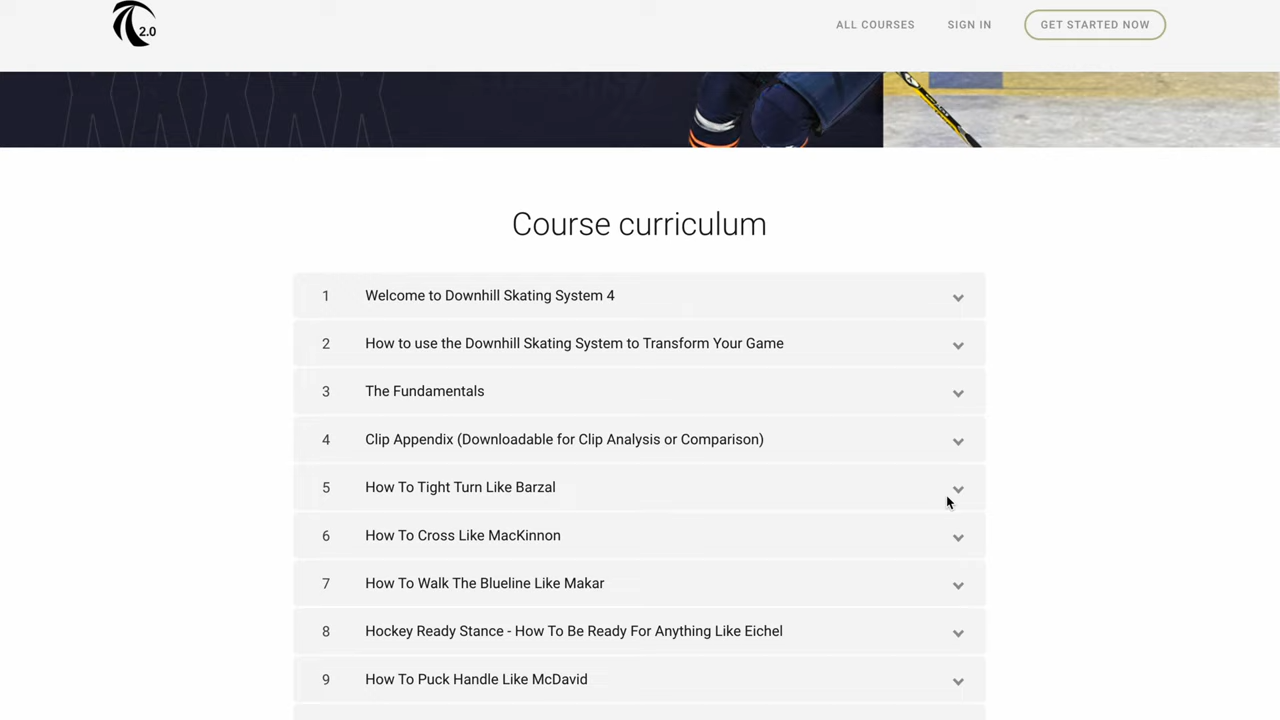 2.0
ALL COURSES
SIGN IN
GET STARTED NOW
Course curriculum
1 Welcome to Downhill Skating System 4
2 How to use the Downhill Skating System to Transform Your Game
3 The Fundamentals
4 Clip Appendix (Downloadable for Clip Analysis or Comparison)
5 How To Tight Turn Like Barzal
6 How To Cross Like MacKinnon
7 How To Walk The Blueline Like Makar
8 Hockey Ready Stance - How To Be Ready For Anything Like Eichel
9 How To Puck Handle Like McDavid